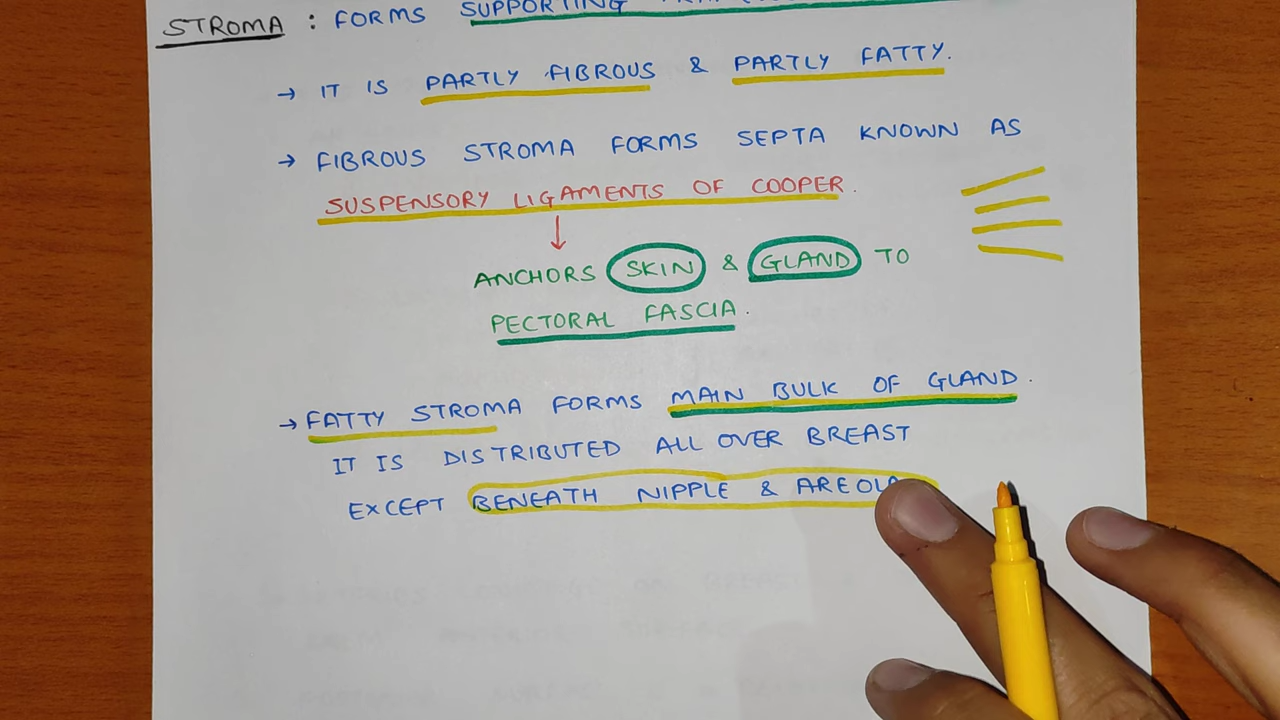 STROMA : FORMS SUPPORTING
→ IT IS PARTLY FIBROUS & PARTLY FATTY.
→ FIBROUS STROMA FORMS SEPTA KNOWN AS
SUSPENSORY LIGAMENTS OF COOPER.
↓
ANCHORS SKIN & GLAND TO
PECTORAL FASCIA.
→ FATTY STROMA FORMS MAIN BULK OF GLAND.
IT IS DISTRIBUTED ALL OVER BREAST
EXCEPT BENEATH NIPPLE & AREOLA